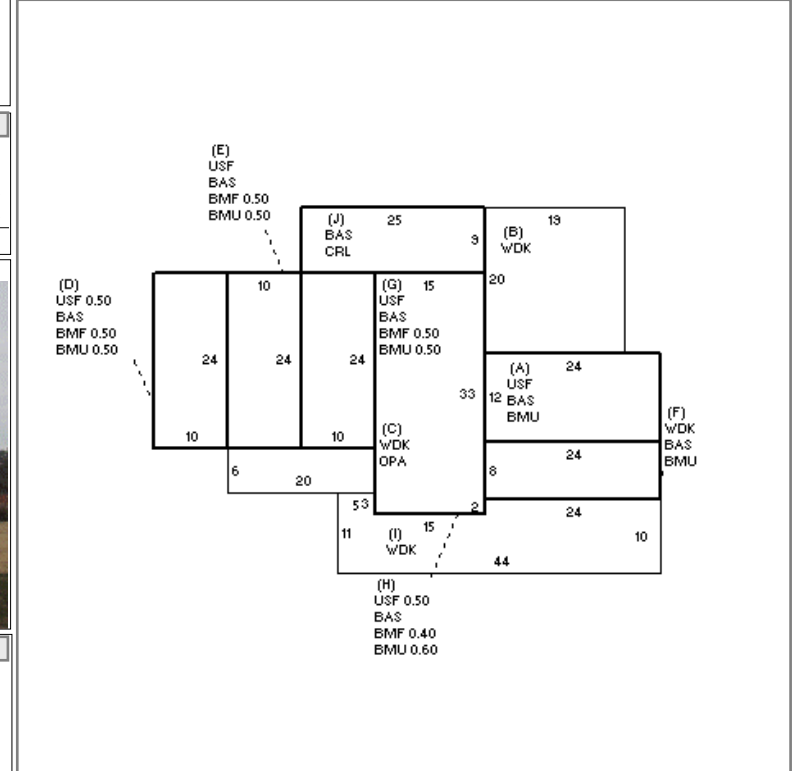 (E)
USF
BAS
BMF 0.50
BMU 0.50
(J)
BAS
CRL
25
9
19
(B)
WDK
20
(D)
USF 0.50
BAS
BMF 0.50
BMU 0.50
10
24
24
24
10
10
(G)
USF
BAS
BMF 0.50
BMU 0.50
15
33
(C)
WDK
OPA
24
(A)
USF
BAS
BMU
12
(F)
WDK
BAS
BMU
24
8
6
20
5
3
2
24
11
15
(I)
WDK
10
44
(H)
USF 0.50
BAS
BMF 0.40
BMU 0.60